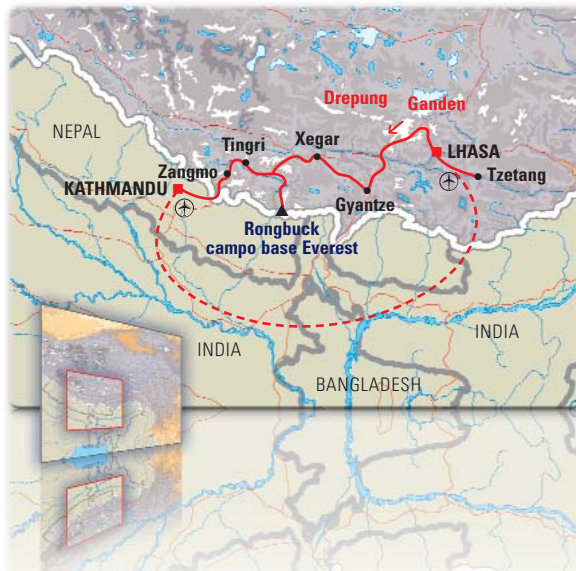 Drepung
Ganden
NEPAL
Tingri
Xegar
LHASA
Zangmo
KATHMANDU
Tzetang
Gyantze
Rongbuck
campo base Everest
INDIA
INDIA
BANGLADESH